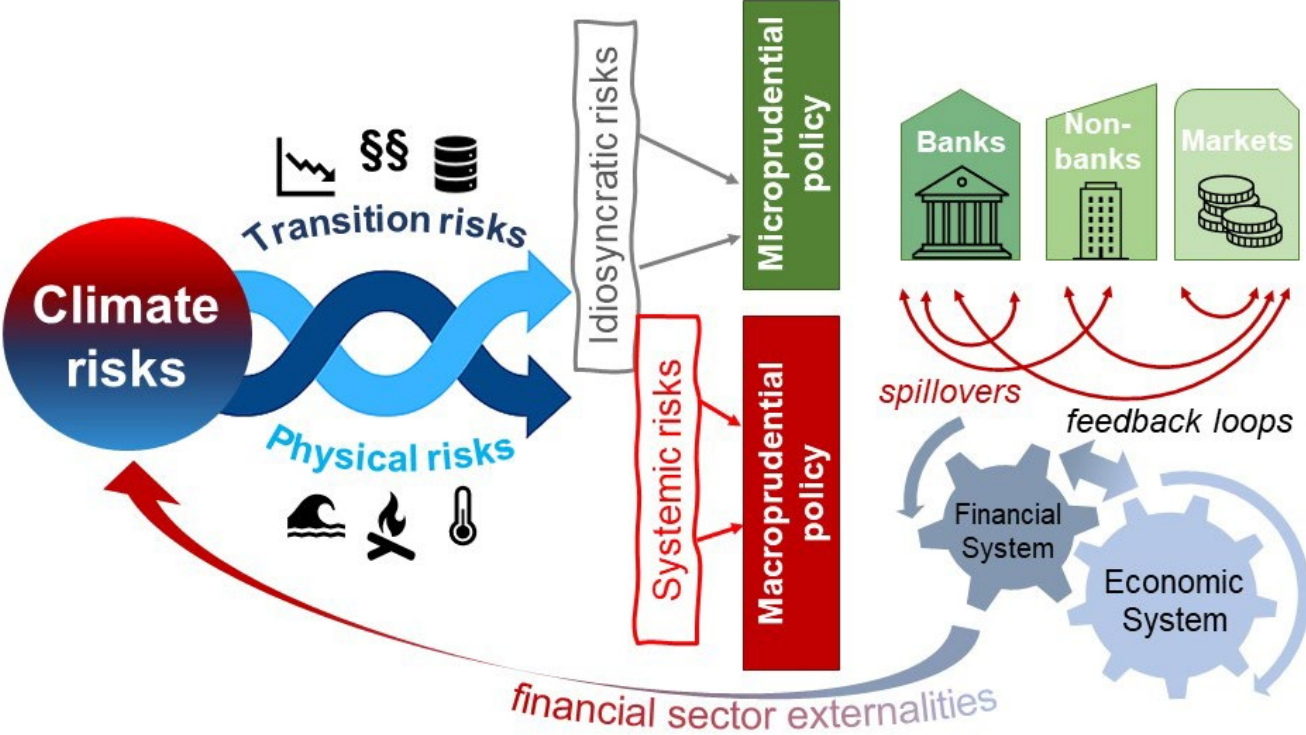 Climate
risks
§§
Transition risks
Physical risks
Idiosyncratic risks
Systemic risks
Microprudential
policy
Macroprudential
policy
Banks
Non-
banks
Markets
spillovers
feedback loops
Financial
System
Economic
System
financial sector externalities